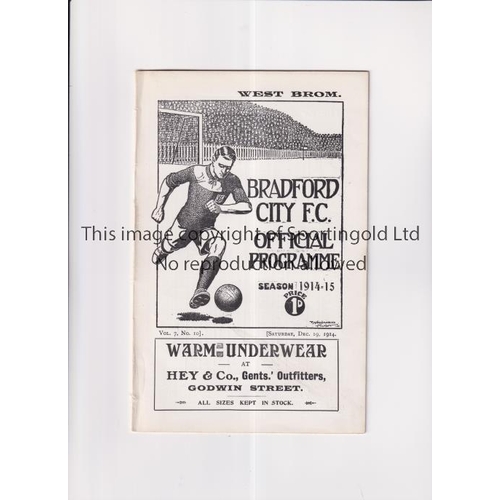 WEST BROM.
BRADFORD
CITY F.C.
OFFICIAL
PROGRAMME
SEASON 1914-15
PRICE
1D
VOL. 7, NO. 10].
[SATURDAY, DEC. 19, 1914.
WARM UNDERWEAR
AT
HEY & Co., Gents.' Outfitters,
GODWIN STREET.
ALL SIZES KEPT IN STOCK.
This image copyright of Sportingold Ltd
No reproduction allowed